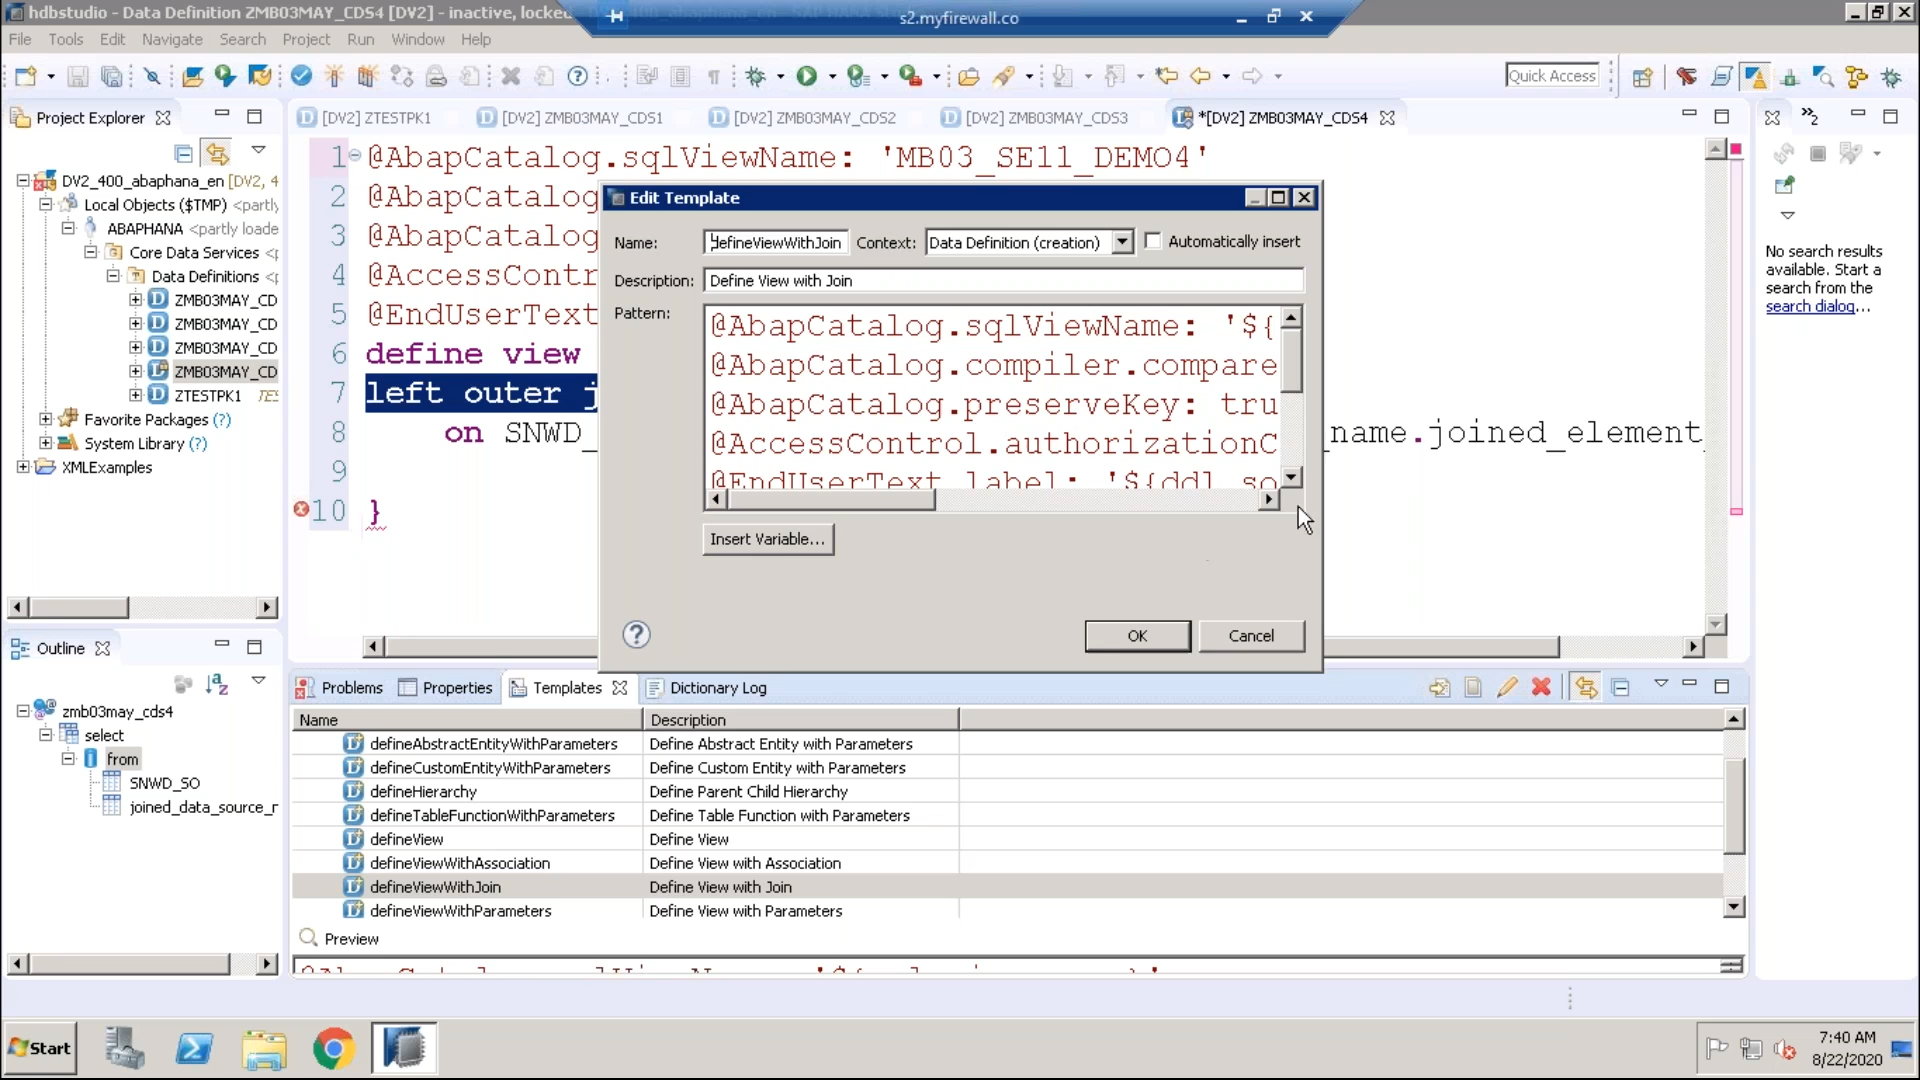 hdbstudio - Data Definition ZMB03MAY_CDS4 [DV2] - inactive, locked
s2.myfirewall.co
File Tools Edit Navigate Search Project Run Window Help
Quick Access
Project Explorer
[DV2] ZTESTPK1
[DV2] ZMB03MAY_CDS1
[DV2] ZMB03MAY_CDS2
[DV2] ZMB03MAY_CDS3
*[DV2] ZMB03MAY_CDS4
2
DV2_400_abaphana_en [DV2, 4
Local Objects ($TMP) <partly
ABAPHANA <partly loade
Core Data Services <
Data Definitions <
ZMB03MAY_CD
ZMB03MAY_CD
ZMB03MAY_CD
ZMB03MAY_CD
ZTESTPK1 TES
Favorite Packages (?)
System Library (?)
XMLExamples
1 @AbapCatalog.sqlViewName: 'MB03_SE11_DEMO4'
2 @AbapCatalog
3 @AbapCatalog
4 @AccessContr
5 @EndUserText
6 define view
7 left outer j
8 on SNWD_ _name.joined_element_
9
10 }
Edit Template
Name: defineViewWithJoin Context: Data Definition (creation) Automatically insert
Description: Define View with Join
Pattern:
@AbapCatalog.sqlViewName: '${
@AbapCatalog.compiler.compare
@AbapCatalog.preserveKey: tru
@AccessControl.authorizationC
@EndUserText.label: '${ddl_so
Insert Variable...
OK Cancel
No search results
available. Start a
search from the
search dialog...
Outline
zmb03may_cds4
select
from
SNWD_SO
joined_data_source_r
Problems Properties Templates Dictionary Log
Name Description
defineAbstractEntityWithParameters Define Abstract Entity with Parameters
defineCustomEntityWithParameters Define Custom Entity with Parameters
defineHierarchy Define Parent Child Hierarchy
defineTableFunctionWithParameters Define Table Function with Parameters
defineView Define View
defineViewWithAssociation Define View with Association
defineViewWithJoin Define View with Join
defineViewWithParameters Define View with Parameters
Preview
Start
7:40 AM
8/22/2020